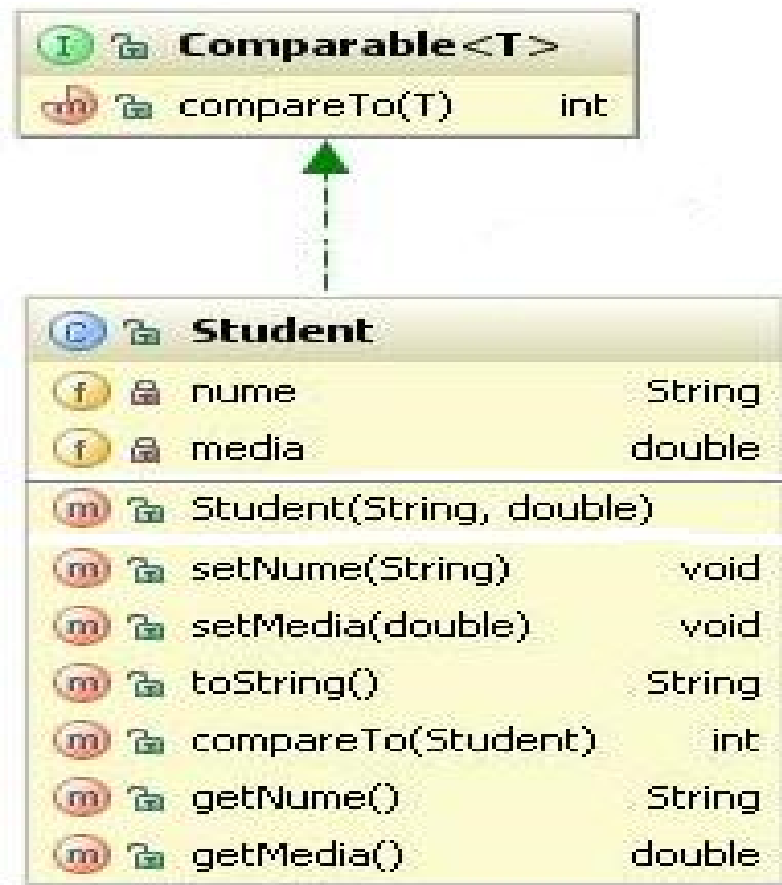 I Comparable<T>
m compareTo(T) int
C Student
f nume String
f media double
m Student(String, double)
m setNume(String) void
m setMedia(double) void
m toString() String
m compareTo(Student) int
m getNume() String
m getMedia() double